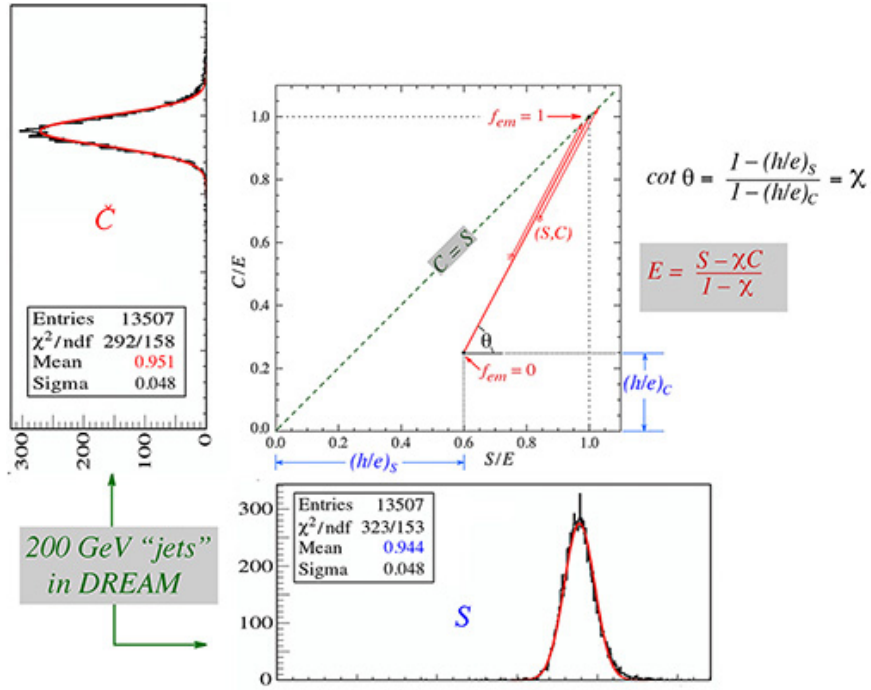 Č
Entries 13507
χ²/ndf 292/158
Mean 0.951
Sigma 0.048
300 200 100 0
C/E
1.0
0.8
0.6
0.4
0.2
0.0
0.0 0.2 0.4 0.6 0.8 1.0
S/E
f_em = 1
C = S
(S,C)
θ
f_em = 0
(h/e)_C
(h/e)_S
cot θ = 1 – (h/e)_S / 1 – (h/e)_C = χ
E = S – χC / 1 – χ
200 GeV “jets”
in DREAM
300
200
100
0
Entries 13507
χ²/ndf 323/153
Mean 0.944
Sigma 0.048
S